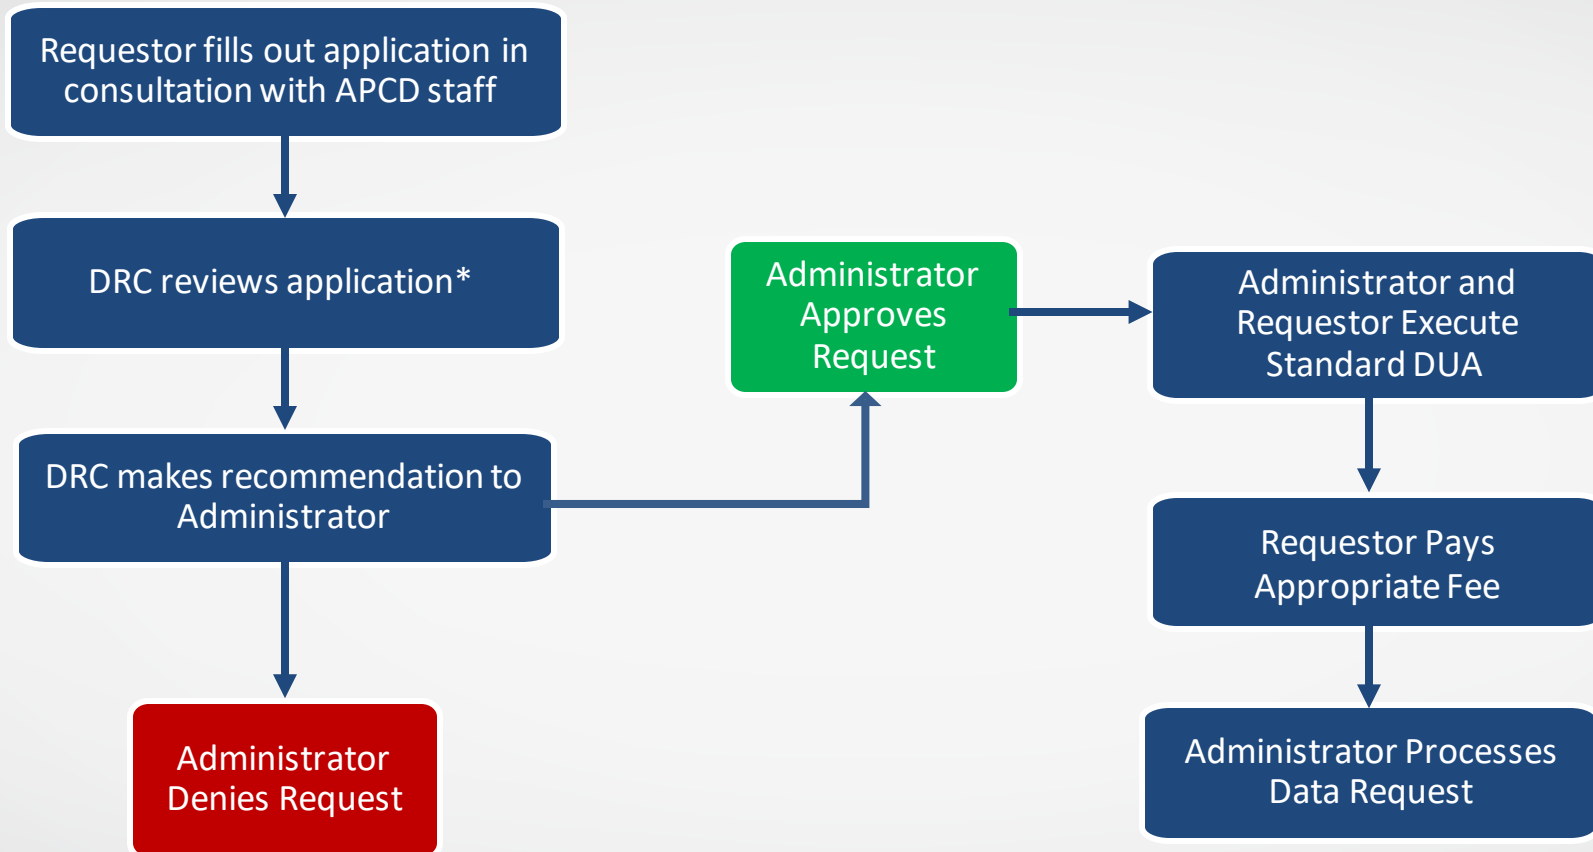 Requestor fills out application in
consultation with APCD staff
DRC reviews application*
DRC makes recommendation to
Administrator
Administrator
Denies Request
Administrator
Approves
Request
Administrator and
Requestor Execute
Standard DUA
Requestor Pays
Appropriate Fee
Administrator Processes
Data Request